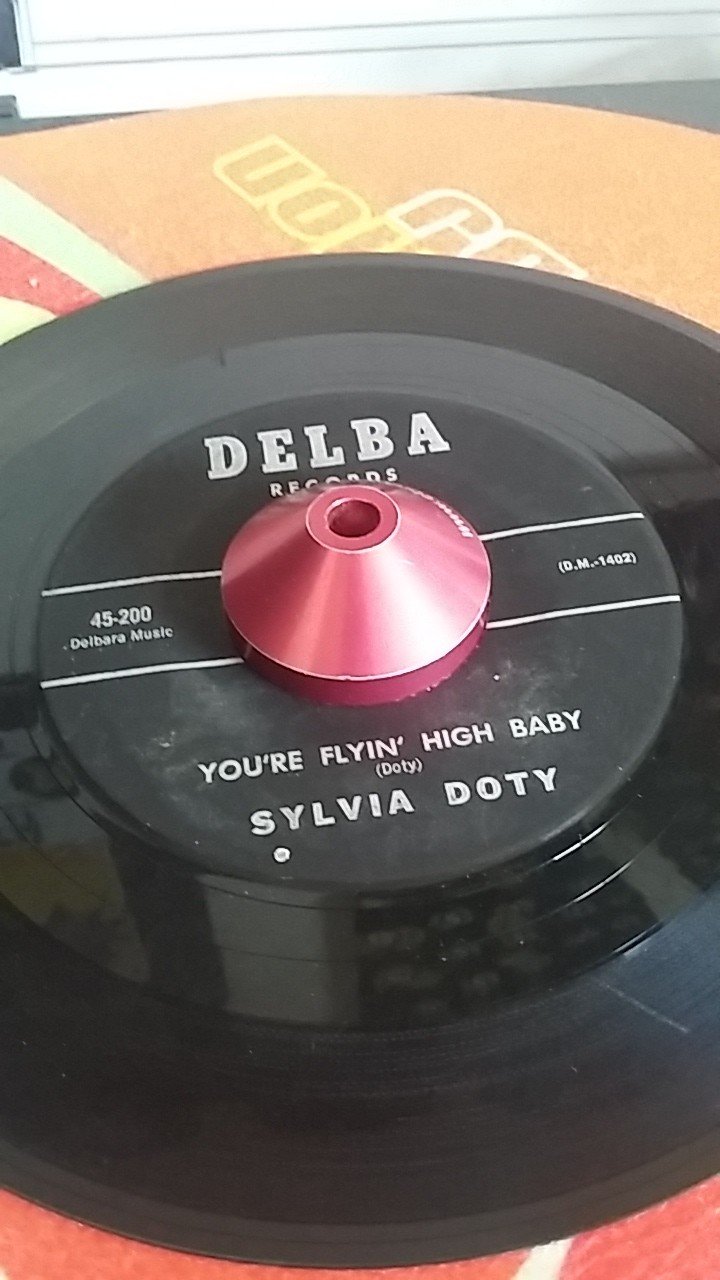 DELBA
RECORDS
(D.M.-1402)
45-200
Delbara Music
YOU'RE FLYIN' HIGH BABY
(Doty)
SYLVIA DOTY